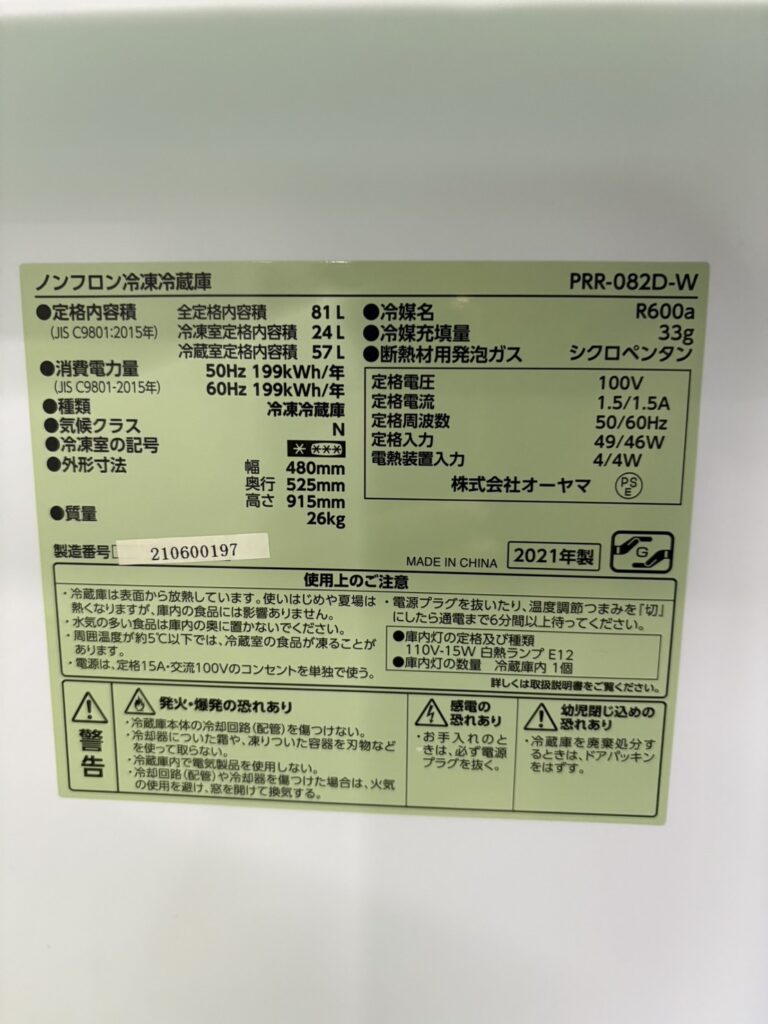 ノンフロン冷凍冷蔵庫 PRR-082D-W
●定格内容積 全定格内容積 81 L
(JIS C9801:2015年) 冷凍室定格内容積 24 L
冷蔵室定格内容積 57 L
●消費電力量 50Hz 199kWh/年
(JIS C9801-2015年) 60Hz 199kWh/年
●種類 冷凍冷蔵庫
●気候クラス N
●冷凍室の記号
●外形寸法 幅 480mm
奥行 525mm
高さ 915mm
●質量 26kg
●冷媒名 R600a
●冷媒充填量 33g
●断熱材用発泡ガス シクロペンタン
定格電圧 100V
定格電流 1.5/1.5A
定格周波数 50/60Hz
定格入力 49/46W
電熱装置入力 4/4W
株式会社オーヤマ PS E
製造番号 210600197
MADE IN CHINA 2021年製 G
使用上のご注意
・冷蔵庫は表面から放熱しています。使いはじめや夏場は
熱くなりますが、庫内の食品には影響ありません。
・水気の多い食品は庫内の奥に置かないでください。
・周囲温度が約5℃以下では、冷蔵室の食品が凍ることが
あります。
・電源は、定格15A・交流100Vのコンセントを単独で使う。
・電源プラグを抜いたり、温度調節つまみを『切』
にしたら通電まで6分間以上待ってください。
●庫内灯の定格及び種類
110V-15W 白熱ランプ E12
●庫内灯の数量 冷蔵庫内 1個
詳しくは取扱説明書をご覧ください。
警告
発火・爆発の恐れあり
・冷蔵庫本体の冷却回路(配管)を傷つけない。
・冷却器についた霜や、凍りついた容器を刃物など
を使って取らない。
・冷蔵庫内で電気製品を使用しない。
・冷却回路(配管)や冷却器を傷つけた場合は、火気
の使用を避け、窓を開けて換気する。
感電の
恐れあり
・お手入れのと
きは、必ず電源
プラグを抜く。
幼児閉じ込めの
恐れあり
・冷蔵庫を廃棄処分す
るときは、ドアパッキン
をはずす。